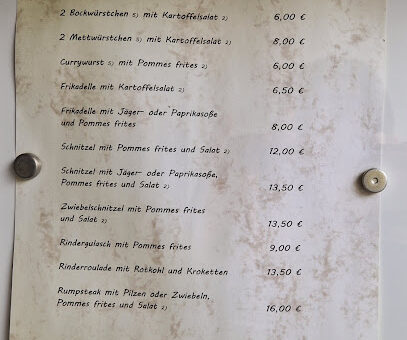 2 Bockwürstchen 5) mit Kartoffelsalat 2) 6,00 €
2 Mettwürstchen 5) mit Kartoffelsalat 2) 8,00 €
Currywurst 5) mit Pommes frites 2) 6,00 €
Frikadelle mit Kartoffelsalat 2) 6,50 €
Frikadelle mit Jäger- oder Paprikasoße
und Pommes frites 8,00 €
Schnitzel mit Pommes frites und Salat 2) 12,00 €
Schnitzel mit Jäger- oder Paprikasoße,
Pommes frites und Salat 2) 13,50 €
Zwiebelschnitzel mit Pommes frites
und Salat 2) 13,50 €
Rindergulasch mit Pommes frites 9,00 €
Rinderroulade mit Rotkohl und Kroketten 13,50 €
Rumpsteak mit Pilzen oder Zwiebeln,
Pommes frites und Salat 2) 16,00 €